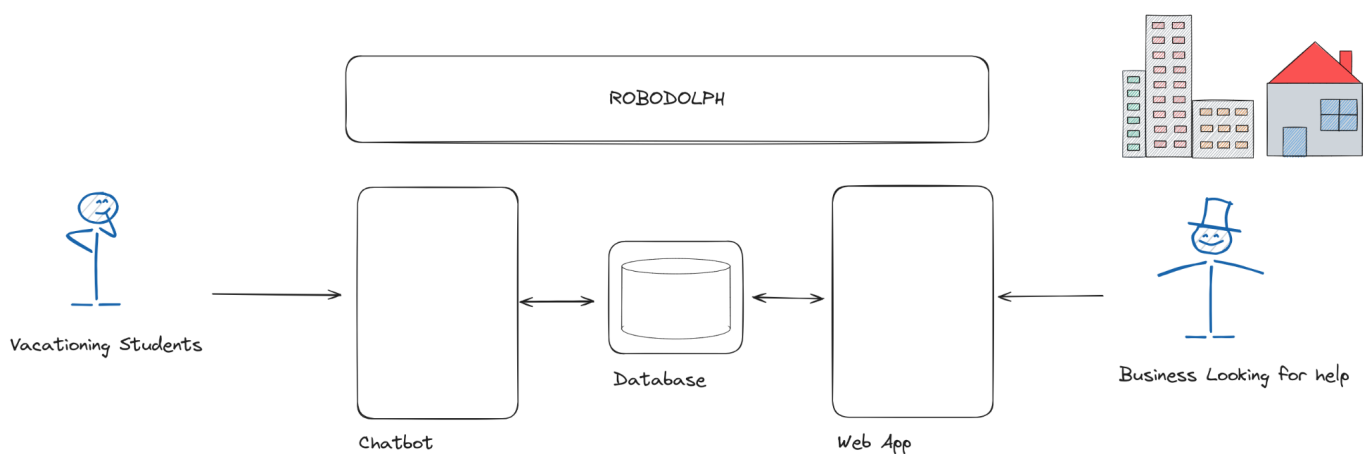 ROBODOLPH
Vacationing Students
Database
Business Looking for help
Chatbot
Web App